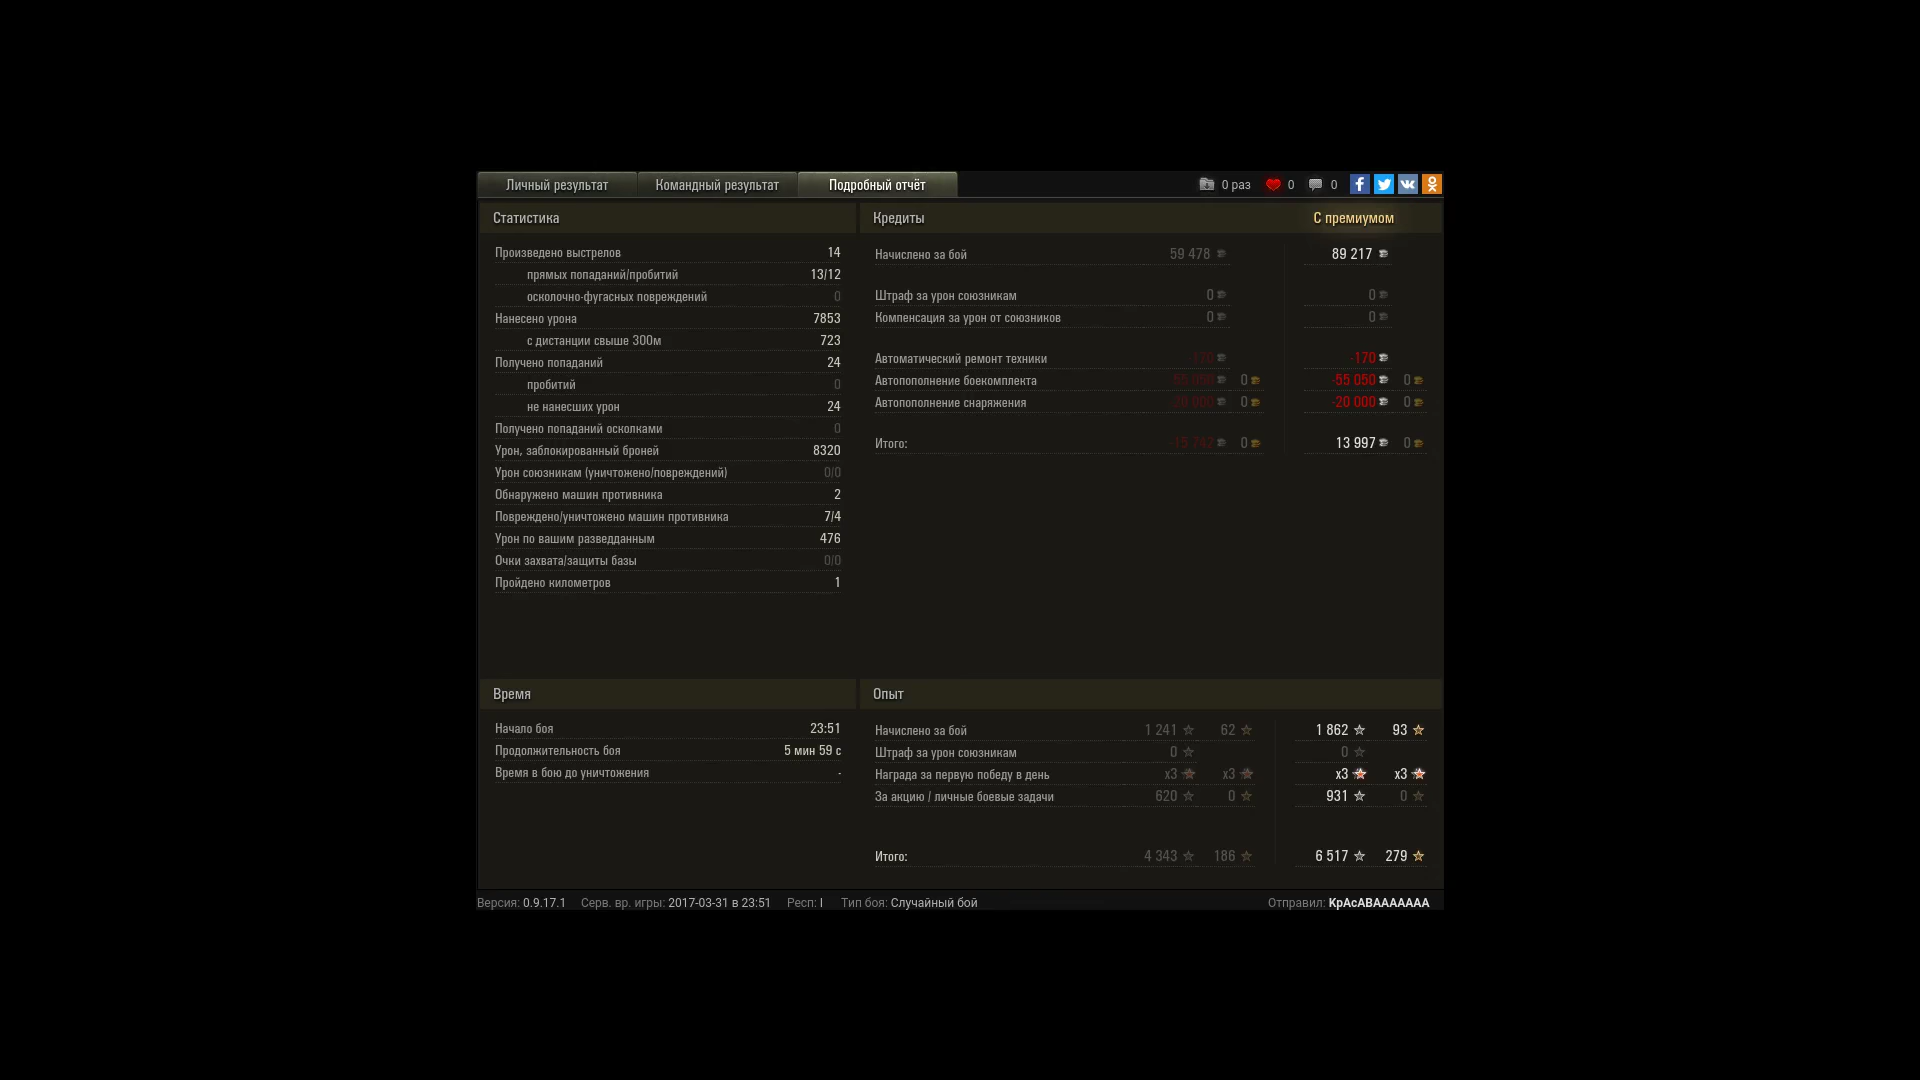 Личный результат Командный результат Подробный отчёт 0 раз 0 0
Статистика
Произведено выстрелов 14
прямых попаданий/пробитий 13/12
осколочно-фугасных повреждений 0
Нанесено урона 7853
с дистанции свыше 300м 723
Получено попаданий 24
пробитий 0
не нанесших урон 24
Получено попаданий осколками 0
Урон, заблокированный броней 8320
Урон союзникам (уничтожено/повреждений) 0/0
Обнаружено машин противника 2
Повреждено/уничтожено машин противника 7/4
Урон по вашим разведданным 476
Очки захвата/защиты базы 0/0
Пройдено километров 1
Кредиты С премиумом
Начислено за бой 59 478 89 217
Штраф за урон союзникам 0 0
Компенсация за урон от союзников 0 0
Автоматический ремонт техники -170 -170
Автопополнение боекомплекта -55 050 0 -55 050 0
Автопополнение снаряжения -20 000 0 -20 000 0
Итого: -15 742 0 13 997 0
Время
Начало боя 23:51
Продолжительность боя 5 мин 59 с
Время в бою до уничтожения -
Опыт
Начислено за бой 1 241 62 1 862 93
Штраф за урон союзникам 0 0
Награда за первую победу в день x3 x3 x3 x3
За акцию / личные боевые задачи 620 0 931 0
Итого: 4 343 186 6 517 279
Версия: 0.9.17.1 Серв. вр. игры: 2017-03-31 в 23:51 Респ: I Тип боя: Случайный бой Отправил: KpAcABAAAAAAA